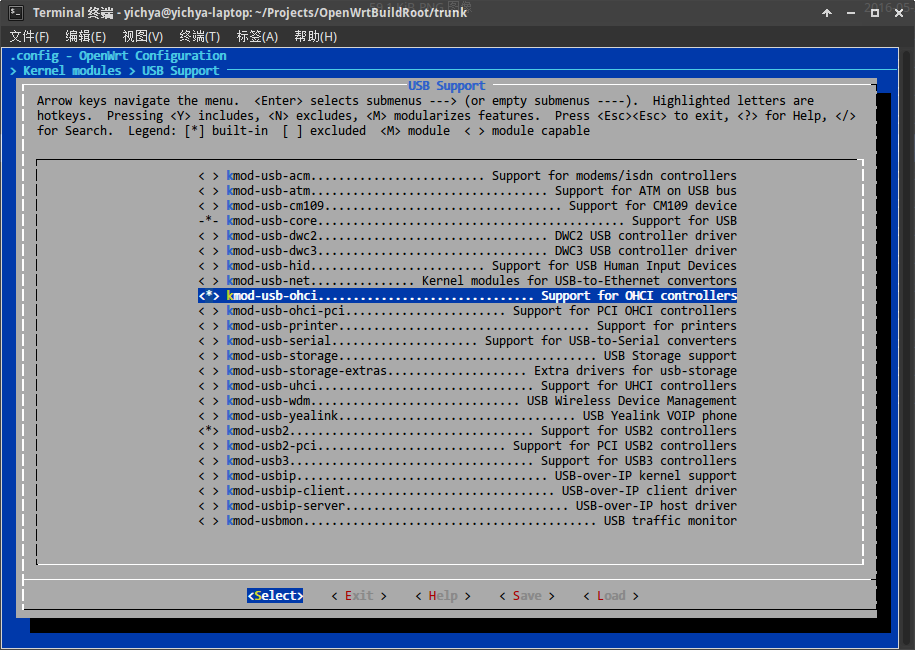 Terminal 终端 - yichya@yichya-laptop: ~/Projects/OpenWrtBuildRoot/trunk
文件(F) 编辑(E) 视图(V) 终端(T) 标签(A) 帮助(H)
.config - OpenWrt Configuration
> Kernel modules > USB Support
USB Support
Arrow keys navigate the menu. <Enter> selects submenus ---> (or empty submenus ----). Highlighted letters are
hotkeys. Pressing <Y> includes, <N> excludes, <M> modularizes features. Press <Esc><Esc> to exit, <?> for Help, </>
for Search. Legend: [*] built-in [ ] excluded <M> module < > module capable
< > kmod-usb-acm......................... Support for modems/isdn controllers
< > kmod-usb-atm.................................. Support for ATM on USB bus
< > kmod-usb-cm109.................................. Support for CM109 device
-*- kmod-usb-core............................................ Support for USB
< > kmod-usb-dwc2................................. DWC2 USB controller driver
< > kmod-usb-dwc3................................. DWC3 USB controller driver
< > kmod-usb-hid......................... Support for USB Human Input Devices
< > kmod-usb-net............... Kernel modules for USB-to-Ethernet convertors
<*> kmod-usb-ohci............................... Support for OHCI controllers
< > kmod-usb-ohci-pci....................... Support for PCI OHCI controllers
< > kmod-usb-printer.................................... Support for printers
< > kmod-usb-serial..................... Support for USB-to-Serial converters
< > kmod-usb-storage..................................... USB Storage support
< > kmod-usb-storage-extras.................... Extra drivers for usb-storage
< > kmod-usb-uhci............................... Support for UHCI controllers
< > kmod-usb-wdm.............................. USB Wireless Device Management
< > kmod-usb-yealink.................................. USB Yealink VOIP phone
<*> kmod-usb2................................... Support for USB2 controllers
< > kmod-usb2-pci........................... Support for PCI USB2 controllers
< > kmod-usb3................................... Support for USB3 controllers
< > kmod-usbip.................................... USB-over-IP kernel support
< > kmod-usbip-client.............................. USB-over-IP client driver
< > kmod-usbip-server................................ USB-over-IP host driver
< > kmod-usbmon.......................................... USB traffic monitor
<Select> < Exit > < Help > < Save > < Load >